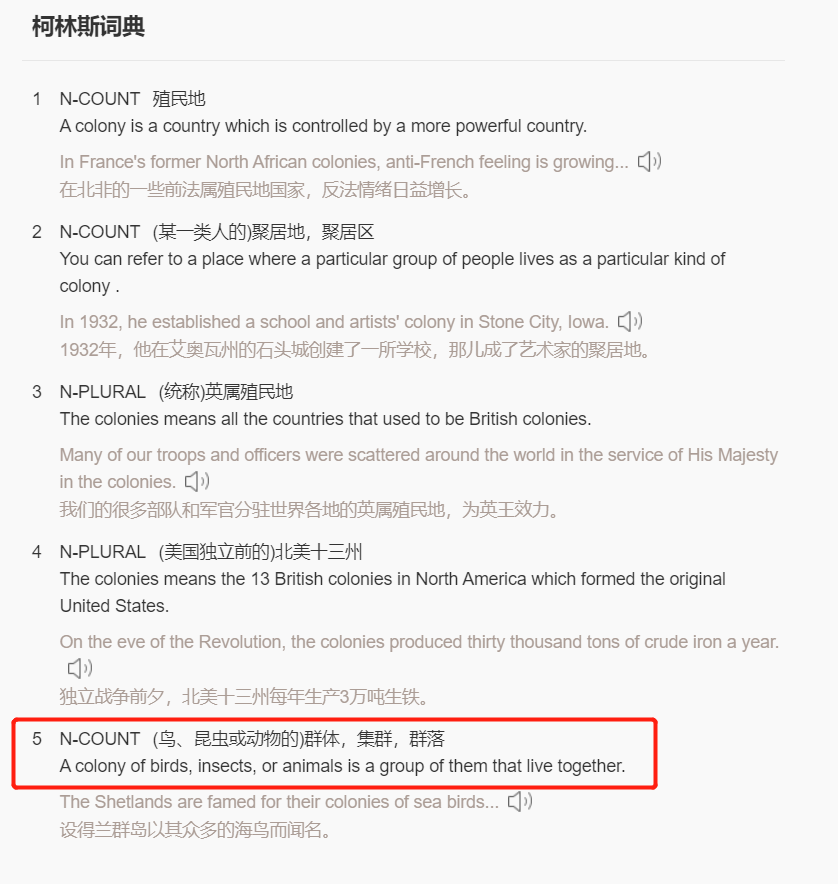 柯林斯词典
1 N-COUNT 殖民地
A colony is a country which is controlled by a more powerful country.
In France's former North African colonies, anti-French feeling is growing...
在北非的一些前法属殖民地国家，反法情绪日益增长。
2 N-COUNT (某一类人的)聚居地，聚居区
You can refer to a place where a particular group of people lives as a particular kind of
colony .
In 1932, he established a school and artists' colony in Stone City, Iowa.
1932年，他在艾奥瓦州的石头城创建了一所学校，那儿成了艺术家的聚居地。
3 N-PLURAL (统称)英属殖民地
The colonies means all the countries that used to be British colonies.
Many of our troops and officers were scattered around the world in the service of His Majesty
in the colonies.
我们的很多部队和军官分驻世界各地的英属殖民地，为英王效力。
4 N-PLURAL (美国独立前的)北美十三州
The colonies means the 13 British colonies in North America which formed the original
United States.
On the eve of the Revolution, the colonies produced thirty thousand tons of crude iron a year.
独立战争前夕，北美十三州每年生产3万吨生铁。
5 N-COUNT (鸟、昆虫或动物的)群体，集群，群落
A colony of birds, insects, or animals is a group of them that live together.
The Shetlands are famed for their colonies of sea birds...
设得兰群岛以其众多的海鸟而闻名。